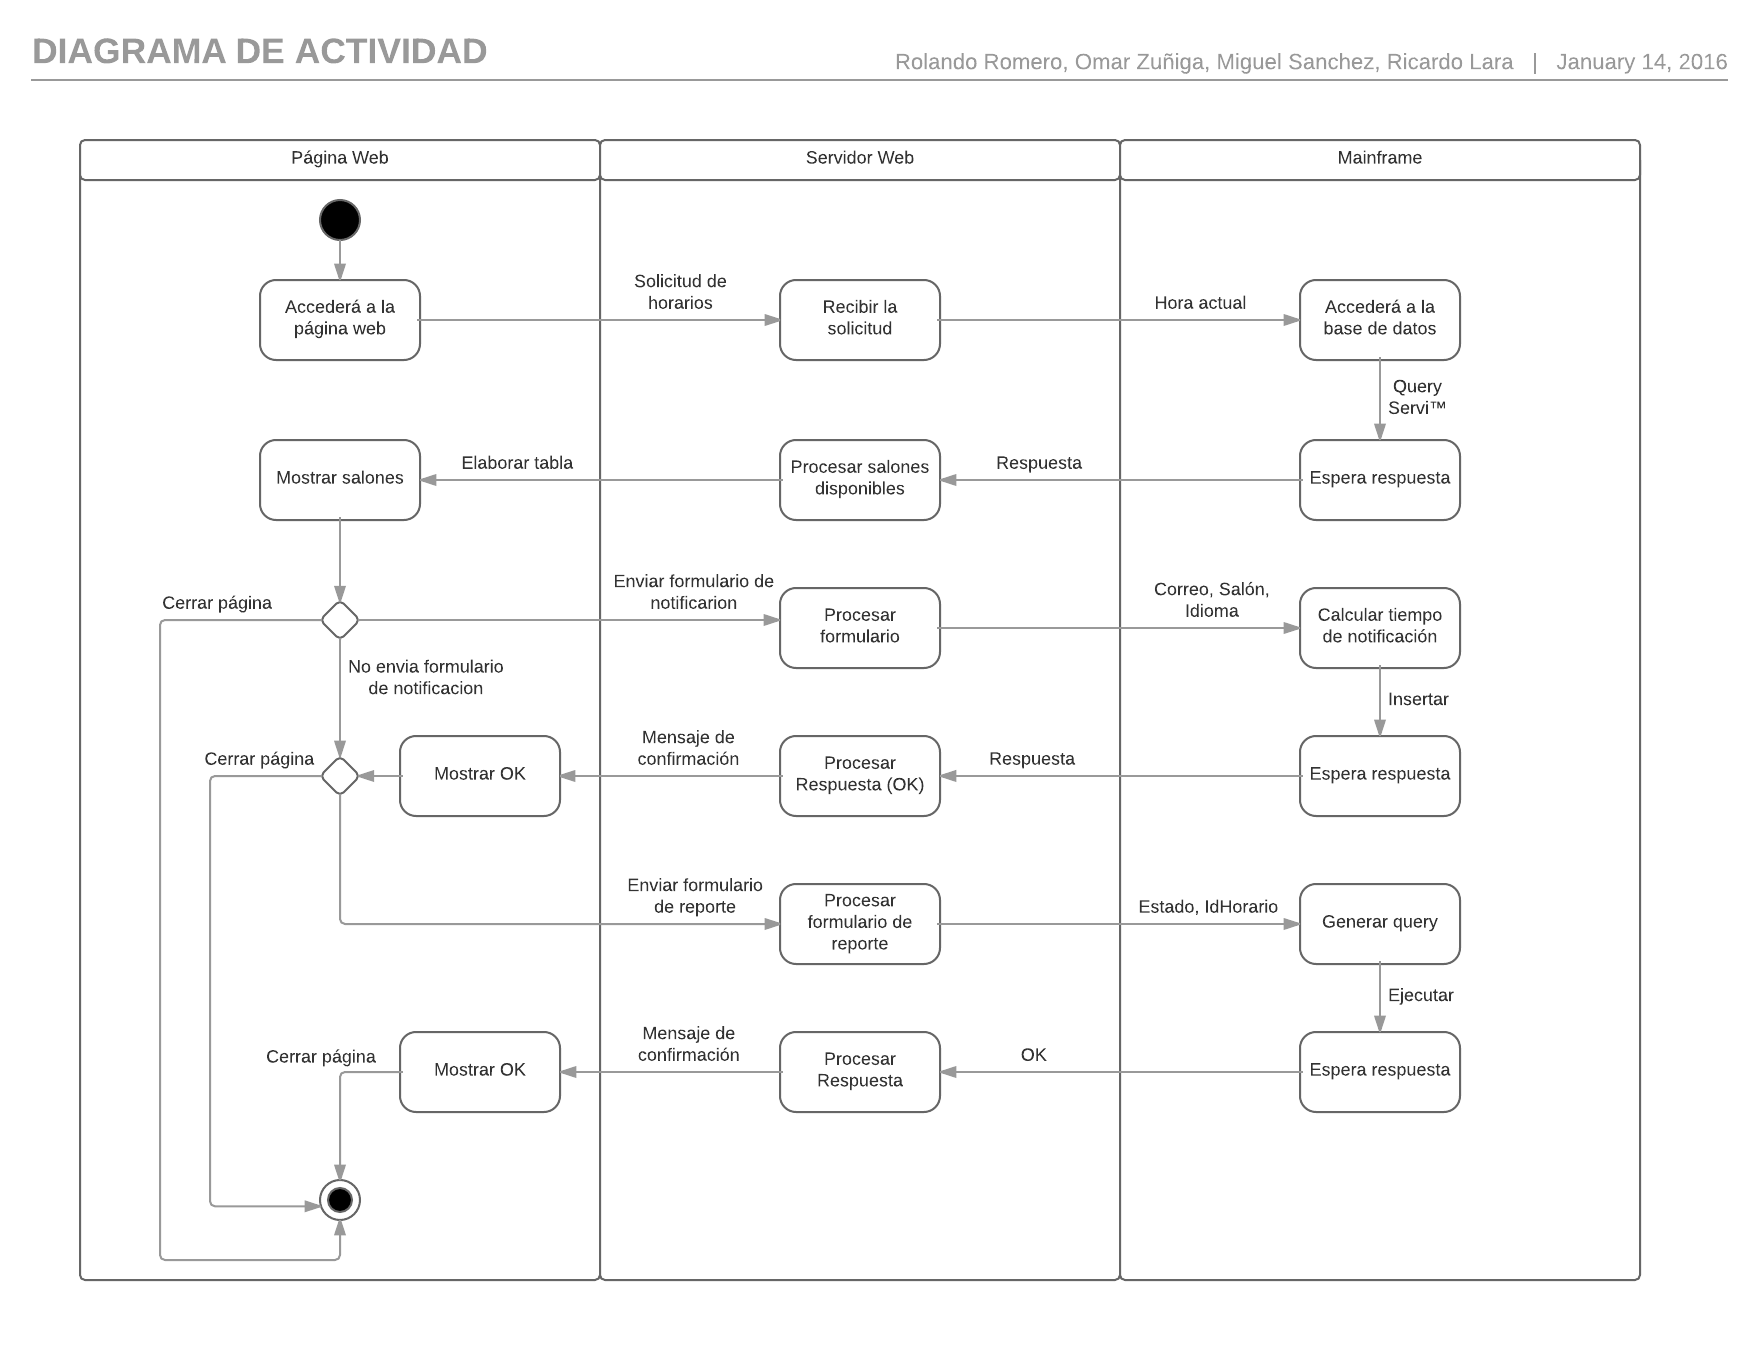 DIAGRAMA DE ACTIVIDAD
Rolando Romero, Omar Zuñiga, Miguel Sanchez, Ricardo Lara | January 14, 2016
Página Web
Servidor Web
Mainframe
Accederá a la
página web
Solicitud de
horarios
Recibir la
solicitud
Hora actual
Accederá a la
base de datos
Query
Servi™
Mostrar salones
Elaborar tabla
Procesar salones
disponibles
Respuesta
Espera respuesta
Cerrar página
Enviar formulario de
notificarion
Procesar
formulario
Correo, Salón,
Idioma
Calcular tiempo
de notificación
No envia formulario
de notificacion
Insertar
Cerrar página
Mostrar OK
Mensaje de
confirmación
Procesar
Respuesta (OK)
Respuesta
Espera respuesta
Enviar formulario
de reporte
Procesar
formulario de
reporte
Estado, IdHorario
Generar query
Ejecutar
Cerrar página
Mostrar OK
Mensaje de
confirmación
Procesar
Respuesta
OK
Espera respuesta